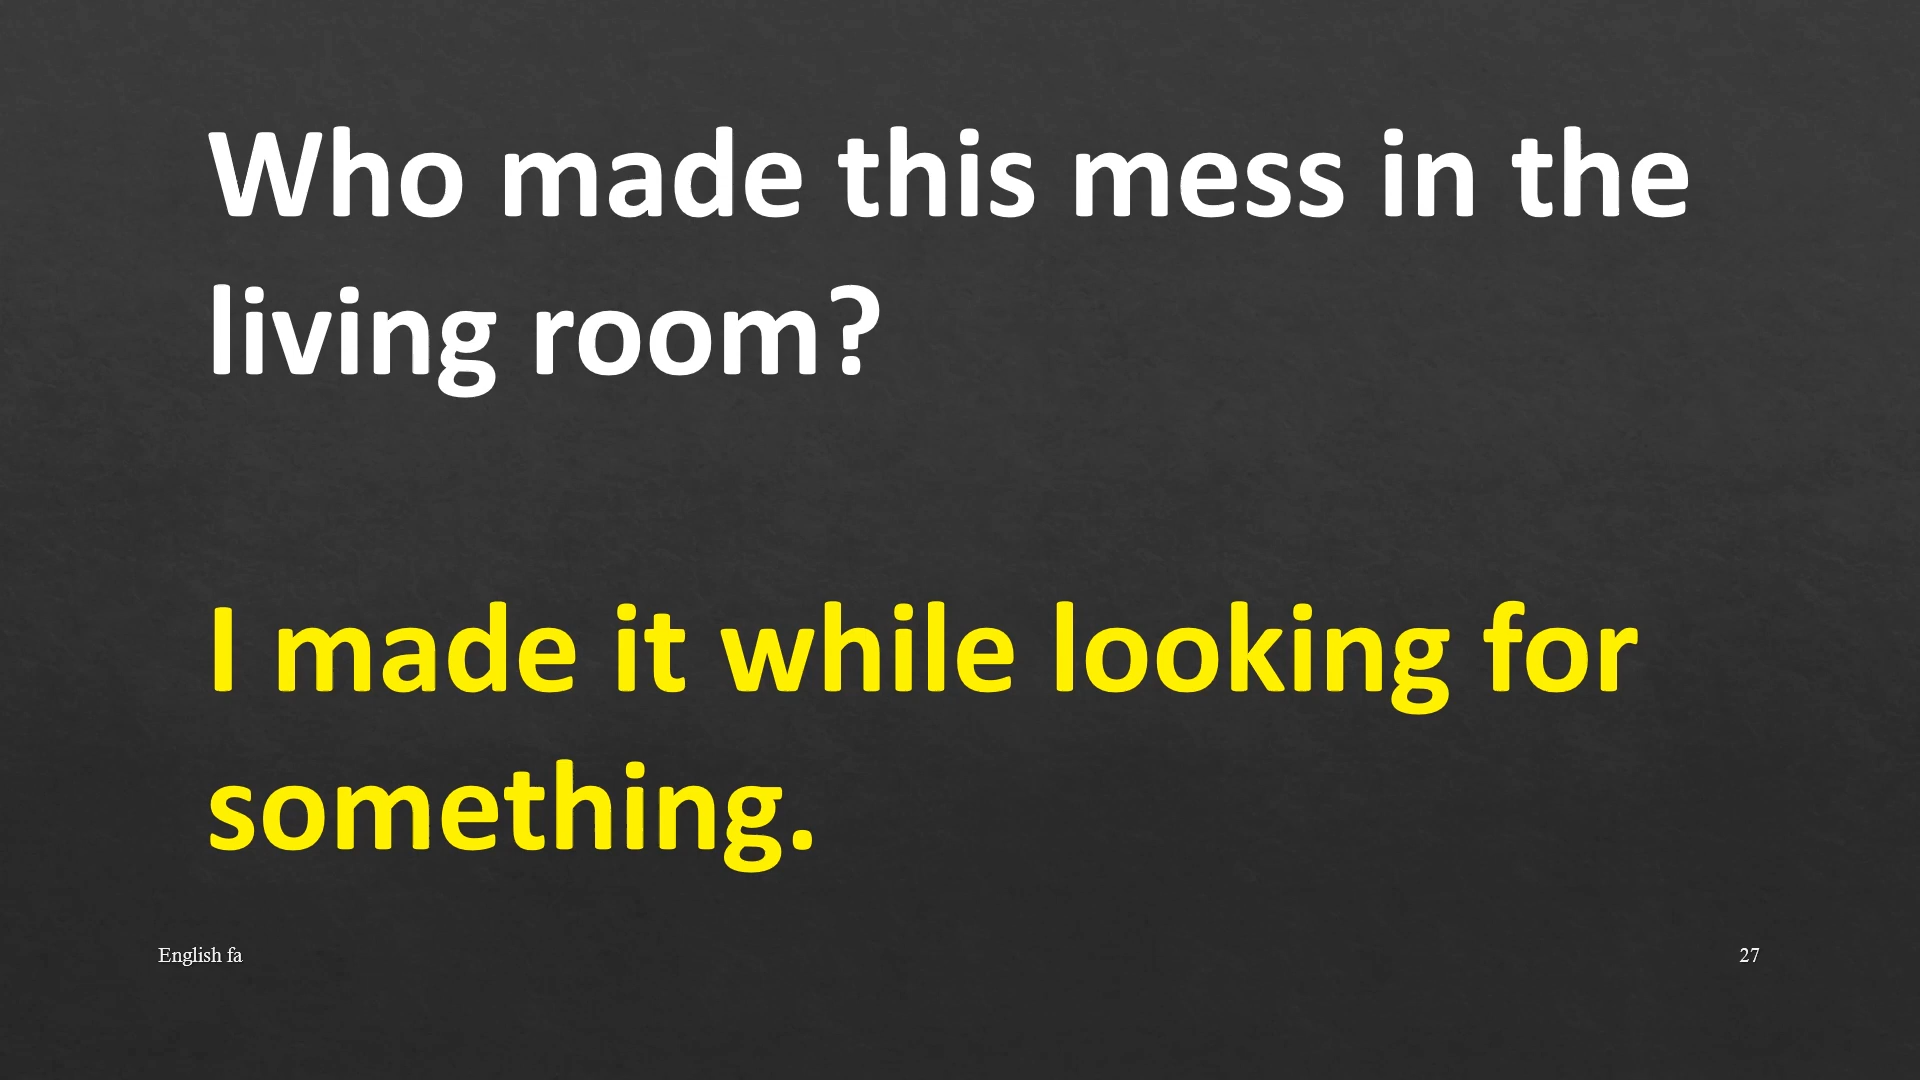 Who made this mess in the
living room?
I made it while looking for
something.
English fa
27